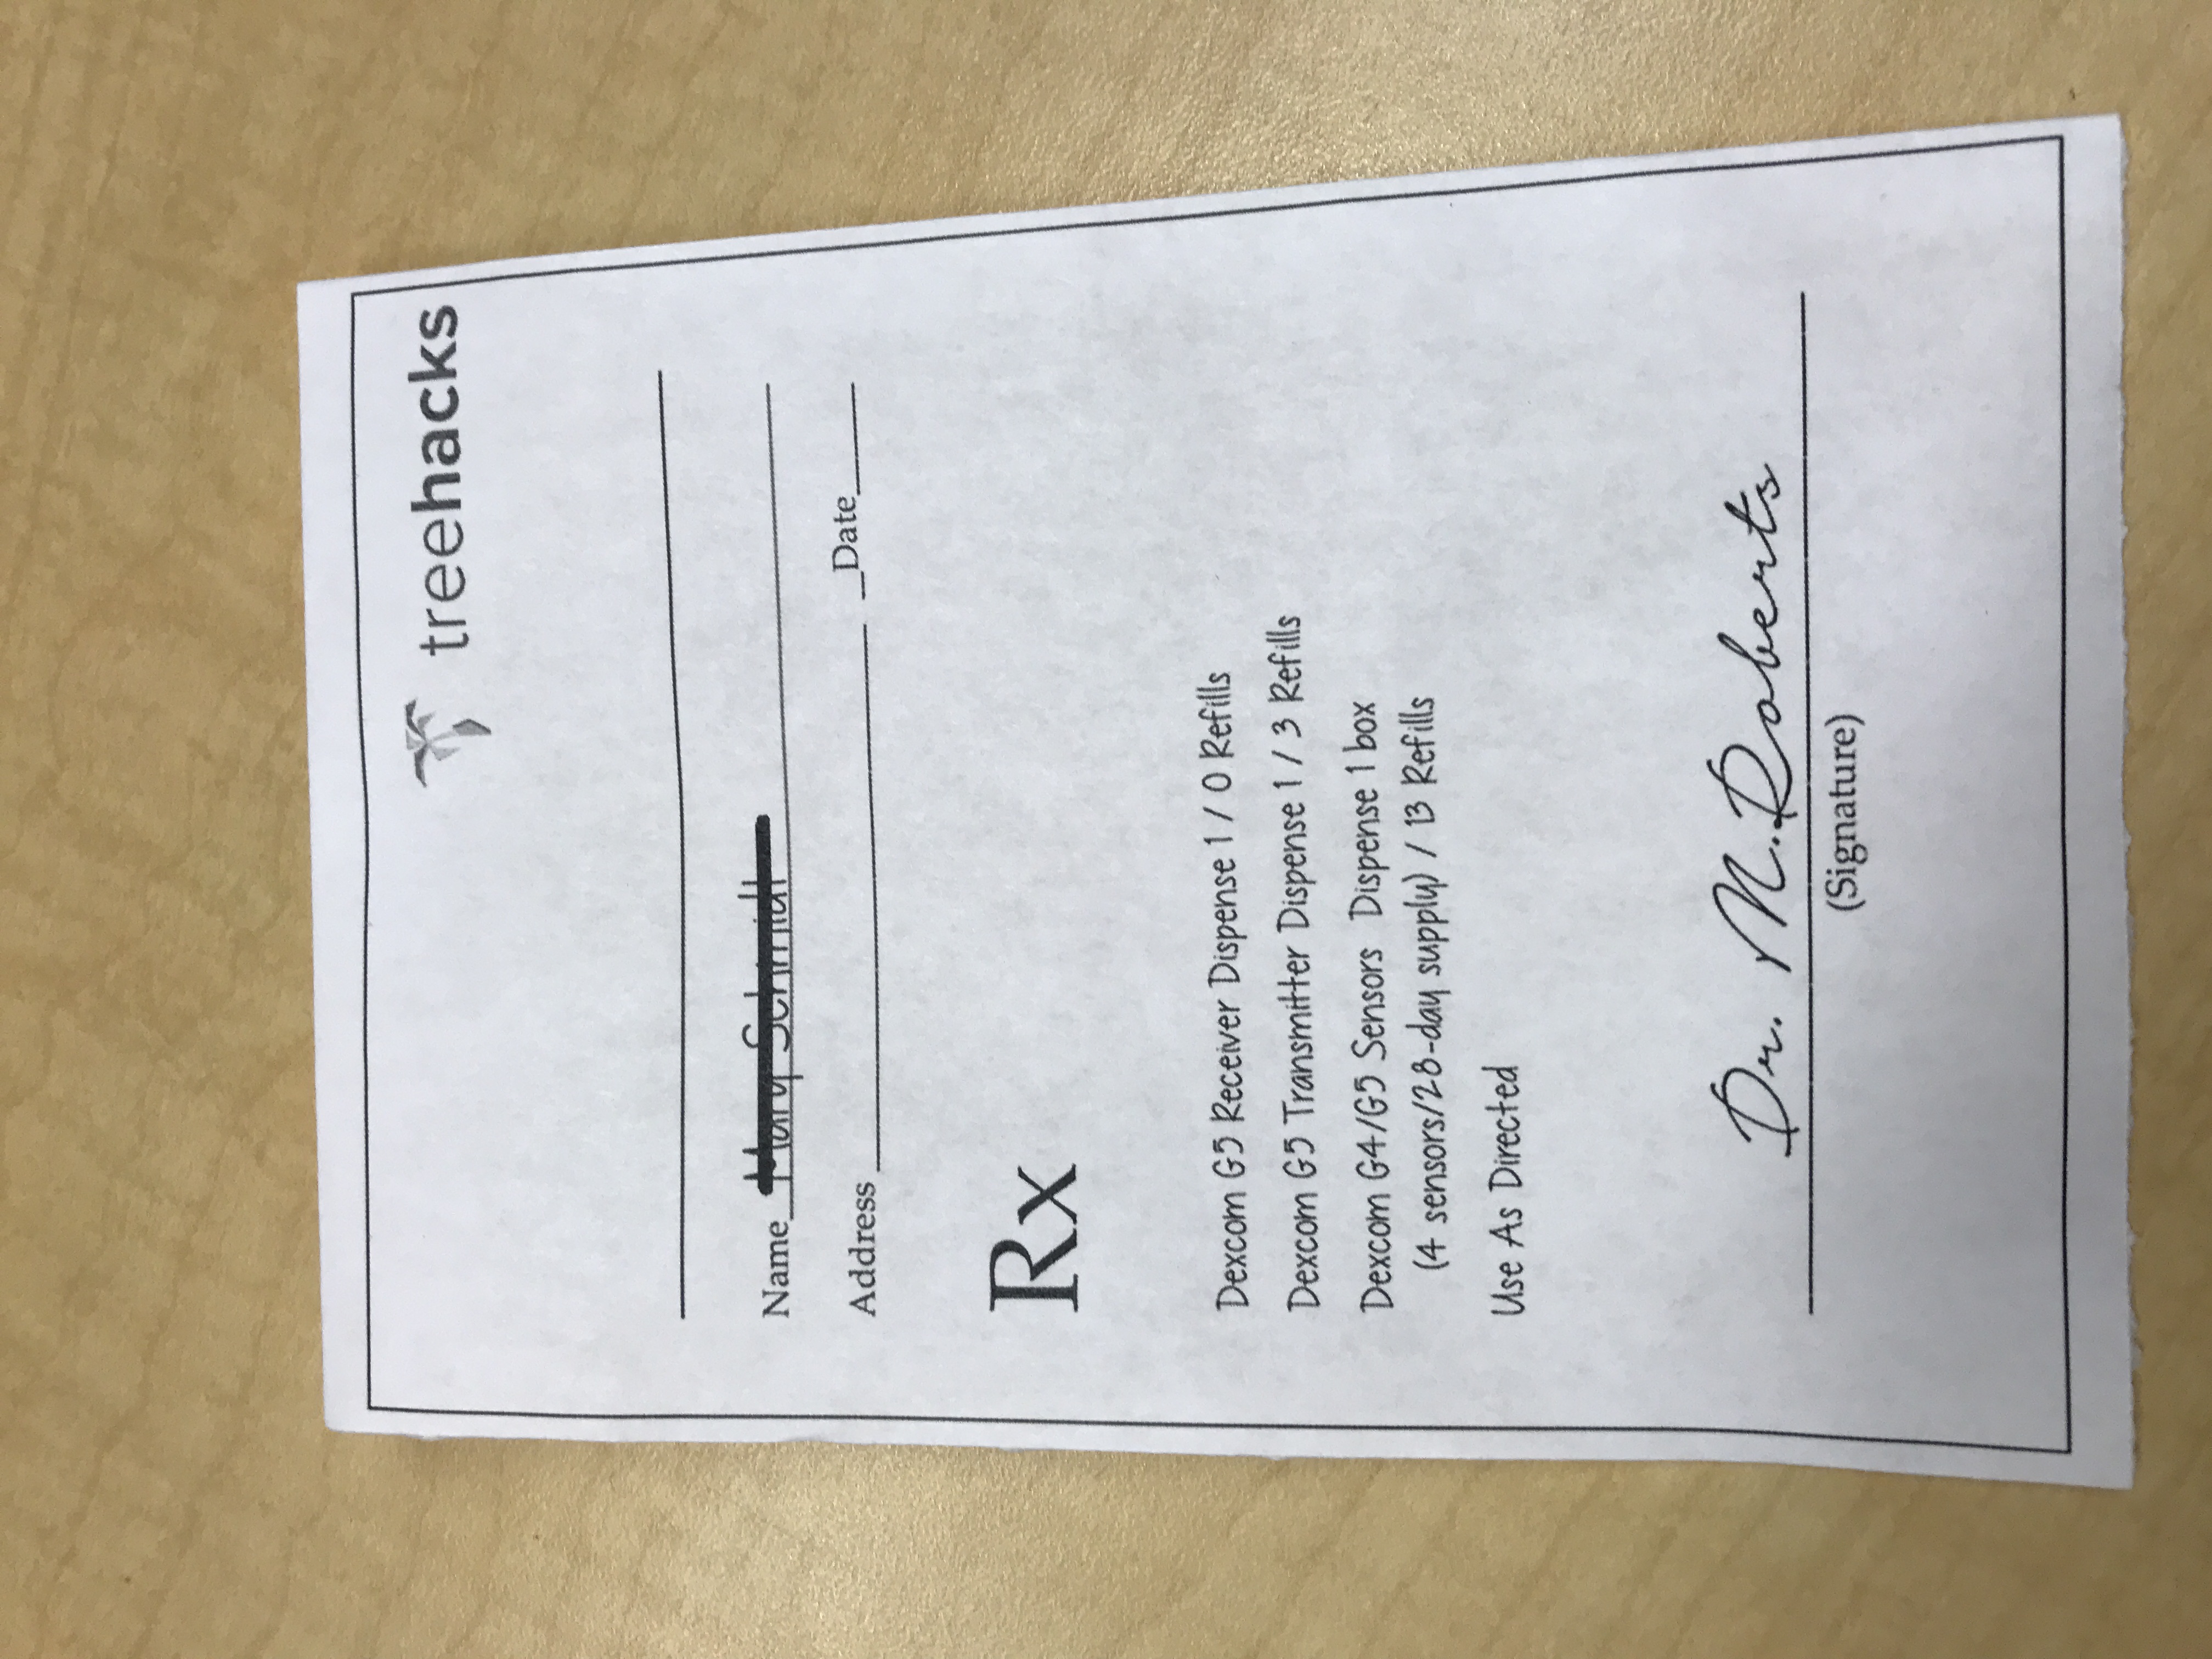 treehacks
Name Mary Schmidt
Address Date
Rx
Dexcom G5 Receiver Dispense 1 / 0 Refills
Dexcom G5 Transmitter Dispense 1 / 3 Refills
Dexcom G4/G5 Sensors Dispense 1 box
(4 sensors/28-day supply) / 13 Refills
Use As Directed
Dr. M. Roberts
(Signature)